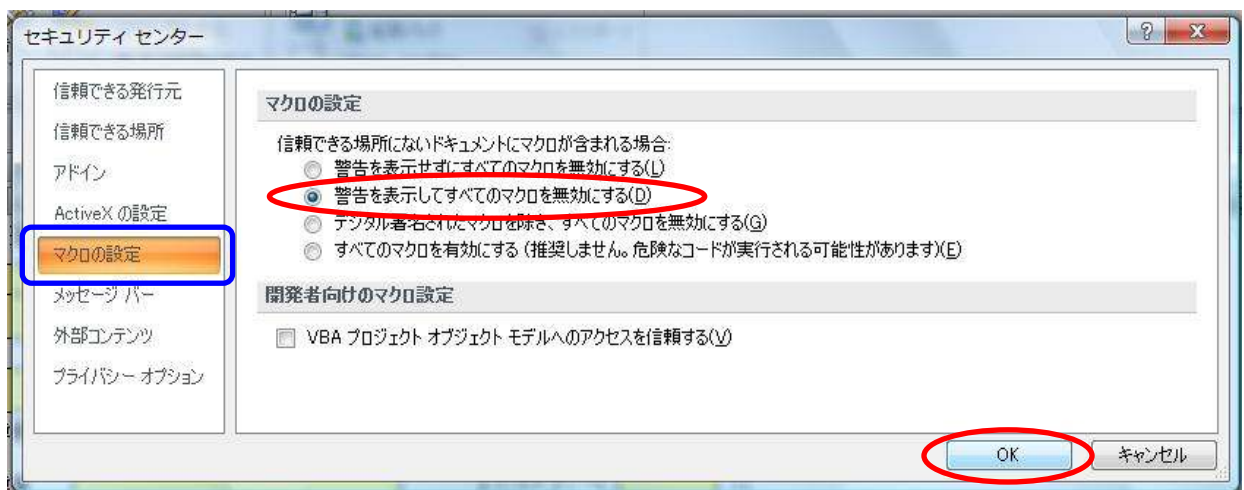 セキュリティ センター
信頼できる発行元
信頼できる場所
アドイン
ActiveX の設定
マクロの設定
メッセージ バー
外部コンテンツ
プライバシー オプション
マクロの設定
信頼できる場所にないドキュメントにマクロが含まれる場合:
警告を表示せずにすべてのマクロを無効にする(L)
警告を表示してすべてのマクロを無効にする(D)
デジタル署名されたマクロを除き、すべてのマクロを無効にする(G)
すべてのマクロを有効にする (推奨しません。危険なコードが実行される可能性があります)(E)
開発者向けのマクロ設定
VBA プロジェクト オブジェクト モデルへのアクセスを信頼する(V)
OK
キャンセル